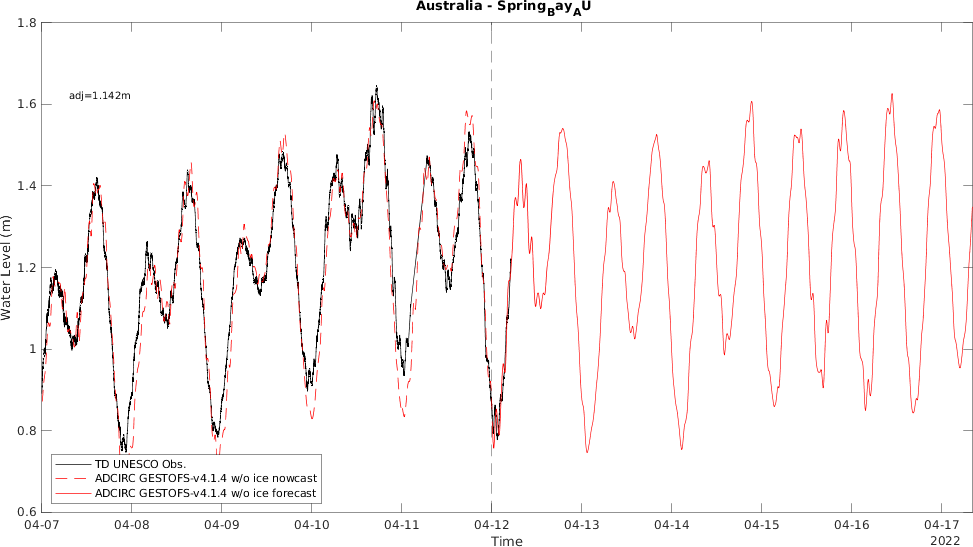 Australia - SpringBayAU
1.8
adj=1.142m
1.6
1.4
1.2
1
0.8
0.6
Water Level (m)
TD UNESCO Obs.
ADCIRC GESTOFS-v4.1.4 w/o ice nowcast
ADCIRC GESTOFS-v4.1.4 w/o ice forecast
04-07 04-08 04-09 04-10 04-11 04-12 04-13 04-14 04-15 04-16 04-17
Time 2022